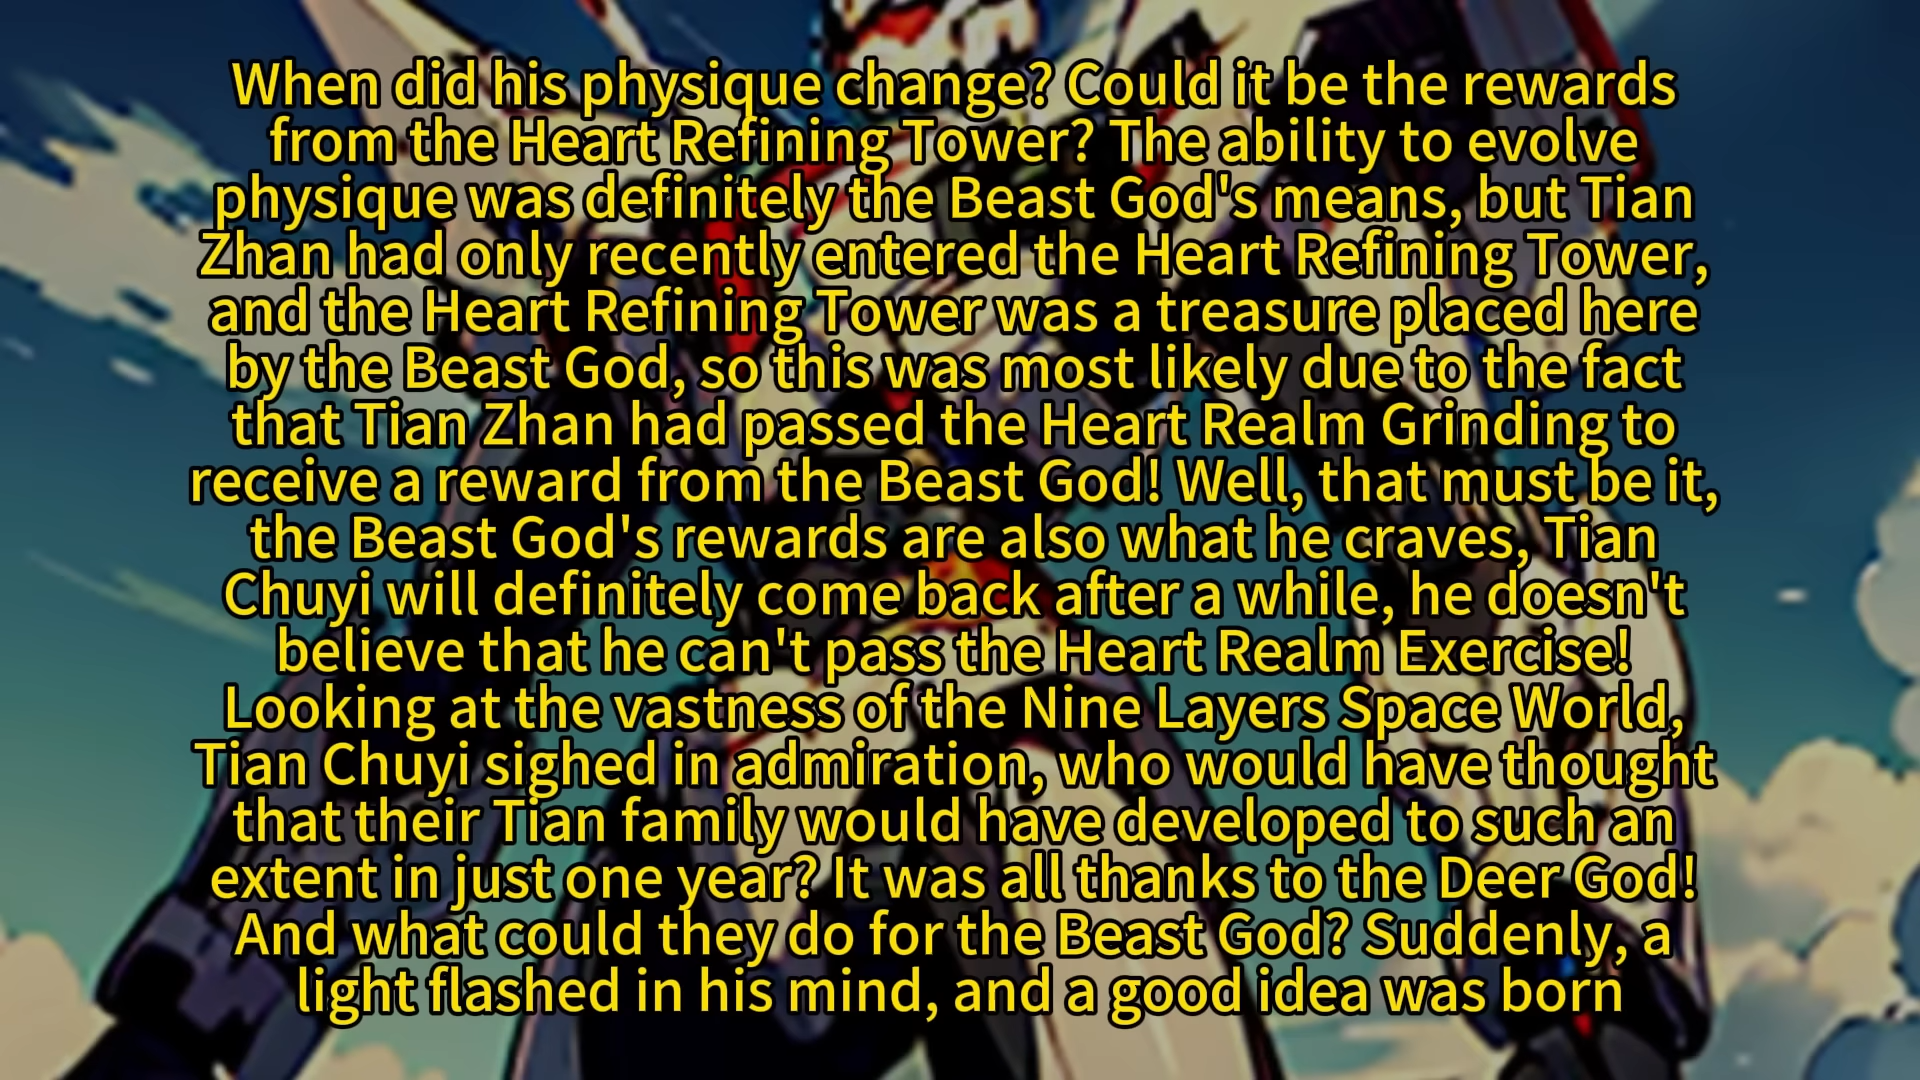 When did his physique change? Could it be the rewards
from the Heart Refining Tower? The ability to evolve
physique was definitely the Beast God's means, but Tian
Zhan had only recently entered the Heart Refining Tower,
and the Heart Refining Tower was a treasure placed here
by the Beast God, so this was most likely due to the fact
that Tian Zhan had passed the Heart Realm Grinding to
receive a reward from the Beast God! Well, that must be it,
the Beast God's rewards are also what he craves, Tian
Chuyi will definitely come back after a while, he doesn't
believe that he can't pass the Heart Realm Exercise!
Looking at the vastness of the Nine Layers Space World,
Tian Chuyi sighed in admiration, who would have thought
that their Tian family would have developed to such an
extent in just one year? It was all thanks to the Deer God!
And what could they do for the Beast God? Suddenly, a
light flashed in his mind, and a good idea was born